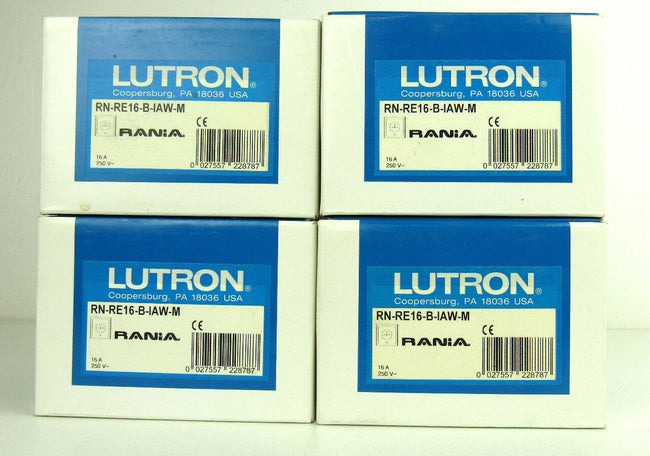 LUTRON®
Coopersburg, PA 18036 USA
RN-RE16-B-IAW-M
RANIA CE
16 A
250 V~
0 027557 228787
LUTRON®
Coopersburg, PA 18036 USA
RN-RE16-B-IAW-M
RANIA CE
16 A
250 V~
0 027557 228787
LUTRON®
Coopersburg, PA 18036 USA
RN-RE16-B-IAW-M
RANIA CE
16 A
250 V~
0 027557 228787
LUTRON®
Coopersburg, PA 18036 USA
RN-RE16-B-IAW-M
RANIA CE
16 A
250 V~
0 027557 228787